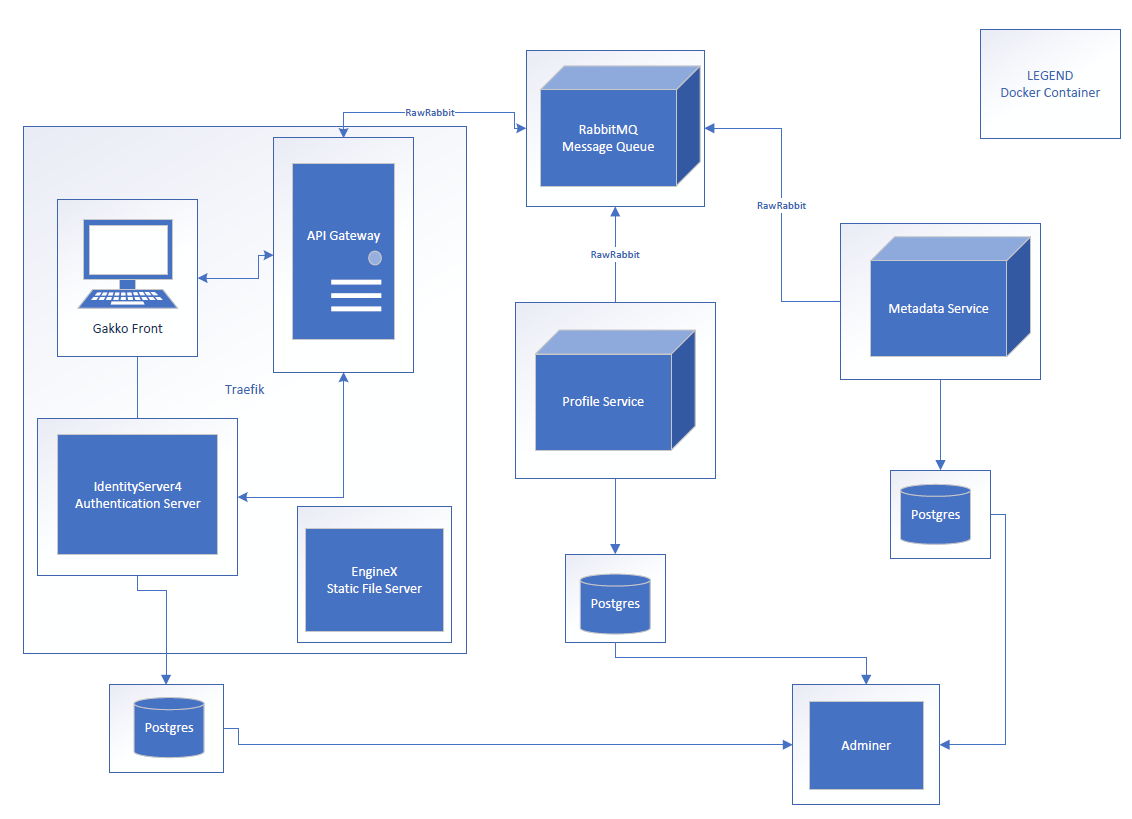 LEGEND
Docker Container
RabbitMQ
Message Queue
RawRabbit
API Gateway
RawRabbit
RawRabbit
Gakko Front
Metadata Service
Traefik
Profile Service
IdentityServer4
Authentication Server
Postgres
EngineX
Static File Server
Postgres
Postgres
Adminer